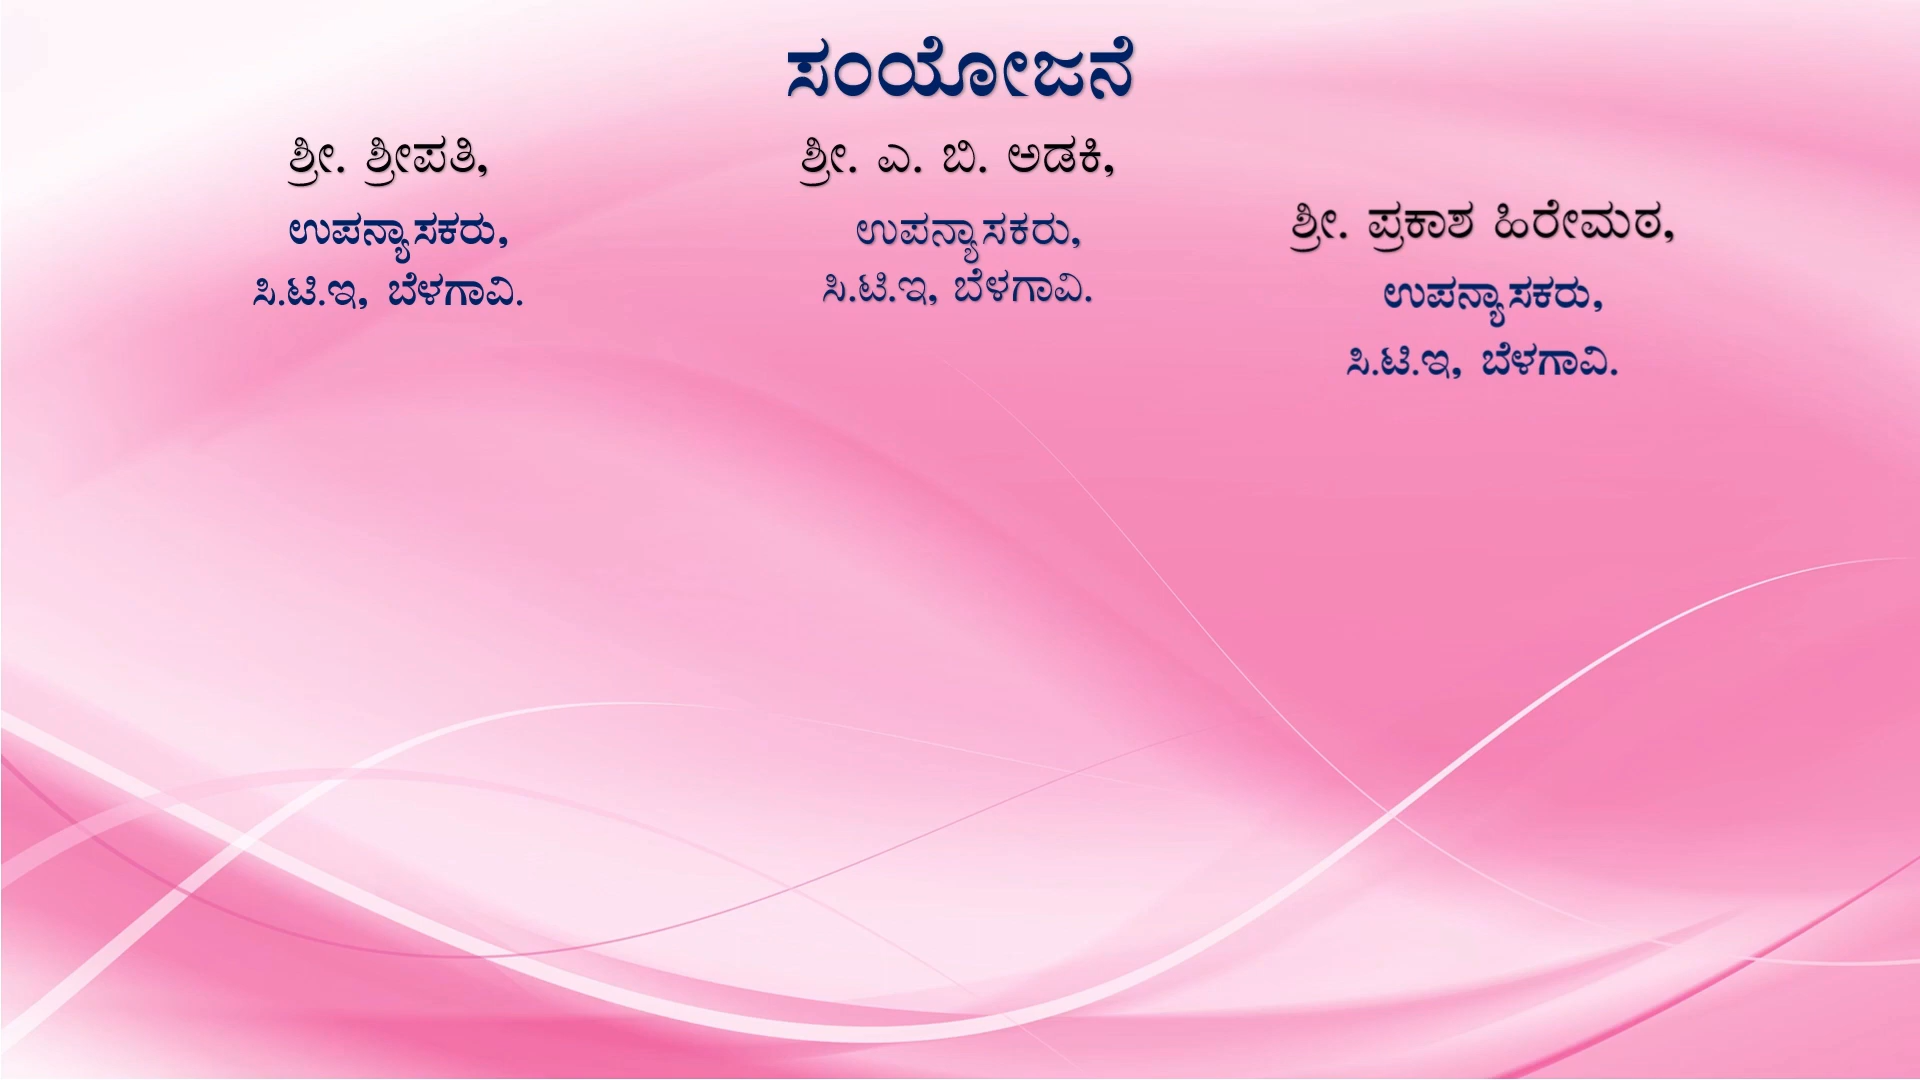 ಸಂಯೋಜನೆ
ಶ್ರೀ. ಶ್ರೀಪತಿ,
ಉಪನ್ಯಾಸಕರು,
ಸಿ.ಟಿ.ಇ, ಬೆಳಗಾವಿ.
ಶ್ರೀ. ಎ. ಬಿ. ಅಡಕಿ,
ಉಪನ್ಯಾಸಕರು,
ಸಿ.ಟಿ.ಇ, ಬೆಳಗಾವಿ.
ಶ್ರೀ. ಪ್ರಕಾಶ ಹಿರೇಮಠ,
ಉಪನ್ಯಾಸಕರು,
ಸಿ.ಟಿ.ಇ, ಬೆಳಗಾವಿ.